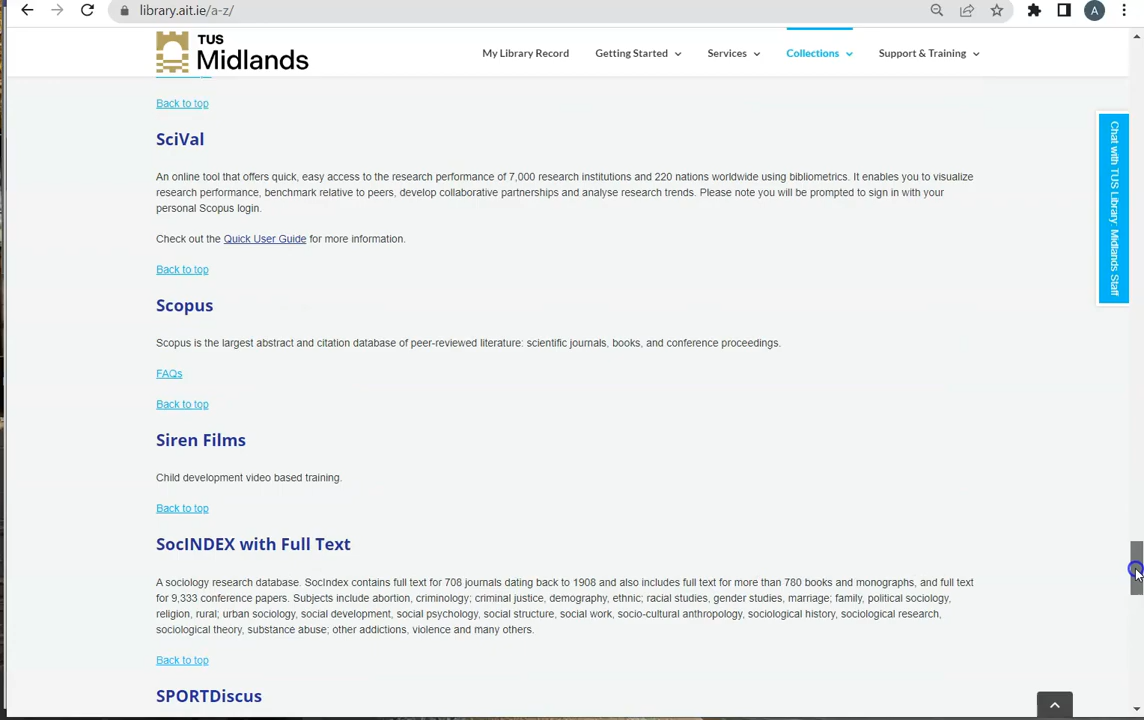 library.ait.ie/a-z/
A
TUS
Midlands
My Library Record
Getting Started
Services
Collections
Support & Training
Back to top
SciVal
An online tool that offers quick, easy access to the research performance of 7,000 research institutions and 220 nations worldwide using bibliometrics. It enables you to visualize
research performance, benchmark relative to peers, develop collaborative partnerships and analyse research trends. Please note you will be prompted to sign in with your
personal Scopus login.
Check out the Quick User Guide for more information.
Back to top
Scopus
Scopus is the largest abstract and citation database of peer-reviewed literature: scientific journals, books, and conference proceedings.
FAQs
Back to top
Siren Films
Child development video based training.
Back to top
SocINDEX with Full Text
A sociology research database. SocIndex contains full text for 708 journals dating back to 1908 and also includes full text for more than 780 books and monographs, and full text
for 9,333 conference papers. Subjects include abortion, criminology; criminal justice, demography, ethnic; racial studies, gender studies, marriage; family, political sociology,
religion, rural; urban sociology, social development, social psychology, social structure, social work, socio-cultural anthropology, sociological history, sociological research,
sociological theory, substance abuse; other addictions, violence and many others.
Back to top
SPORTDiscus
Chat with TUS Library: Midlands Staff